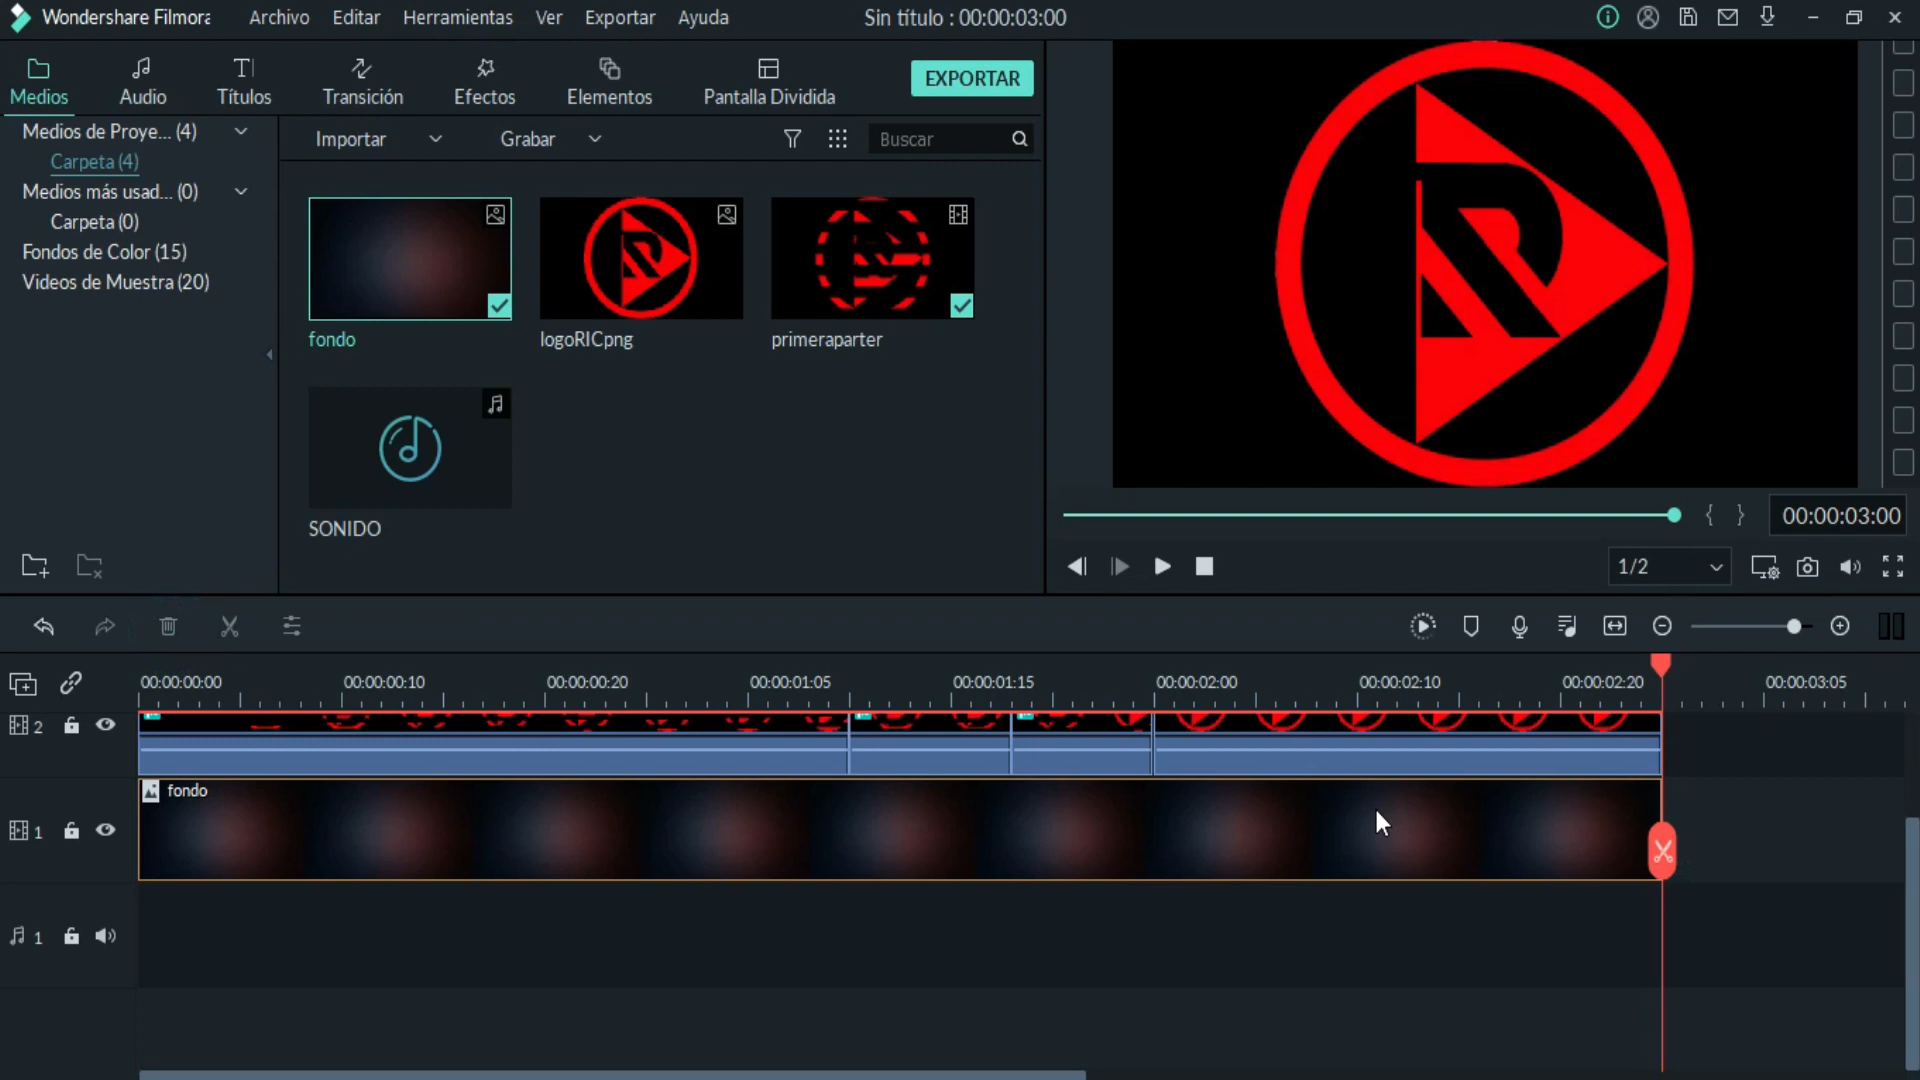 Wondershare Filmora
Archivo
Editar
Herramientas
Ver
Exportar
Ayuda
Sin título : 00:00:03:00
Medios
Audio
Títulos
Transición
Efectos
Elementos
Pantalla Dividida
EXPORTAR
Medios de Proye... (4)
Carpeta (4)
Medios más usad... (0)
Carpeta (0)
Fondos de Color (15)
Videos de Muestra (20)
Importar
Grabar
Buscar
fondo
logoRICpng
primeraparter
SONIDO
00:00:03:00
1/2
00:00:00:00
00:00:00:10
00:00:00:20
00:00:01:05
00:00:01:15
00:00:02:00
00:00:02:10
00:00:02:20
00:00:03:05
2
fondo
1
1